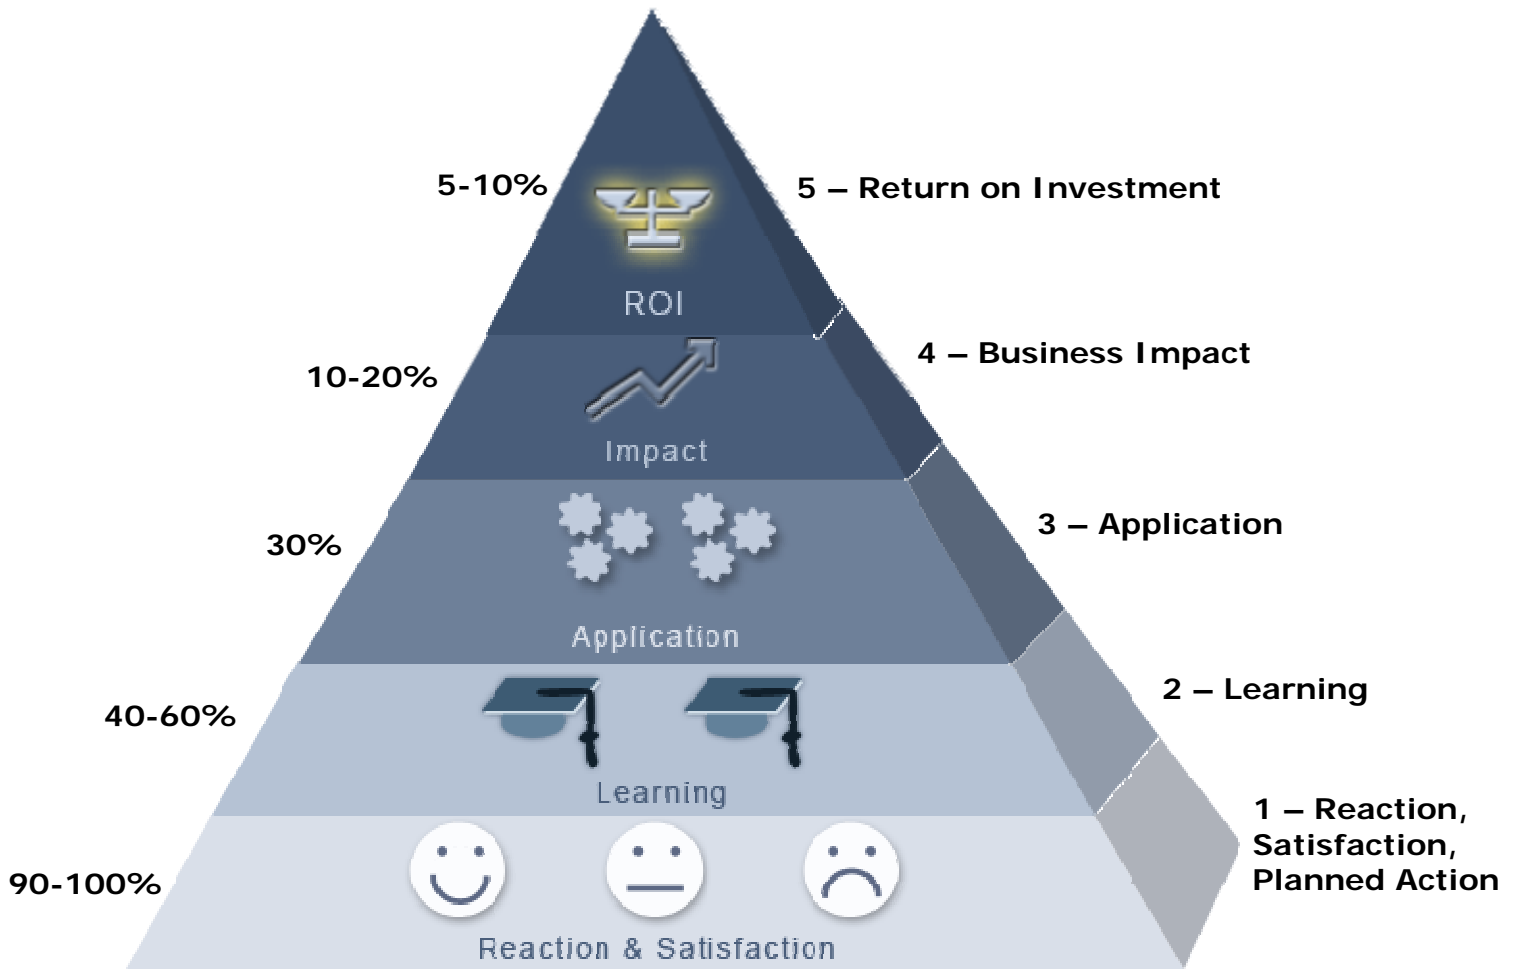 5-10%
5 – Return on Investment
ROI
4 – Business Impact
10-20%
Impact
3 – Application
30%
Application
2 – Learning
40-60%
Learning
1 – Reaction,
Satisfaction,
Planned Action
90-100%
Reaction & Satisfaction